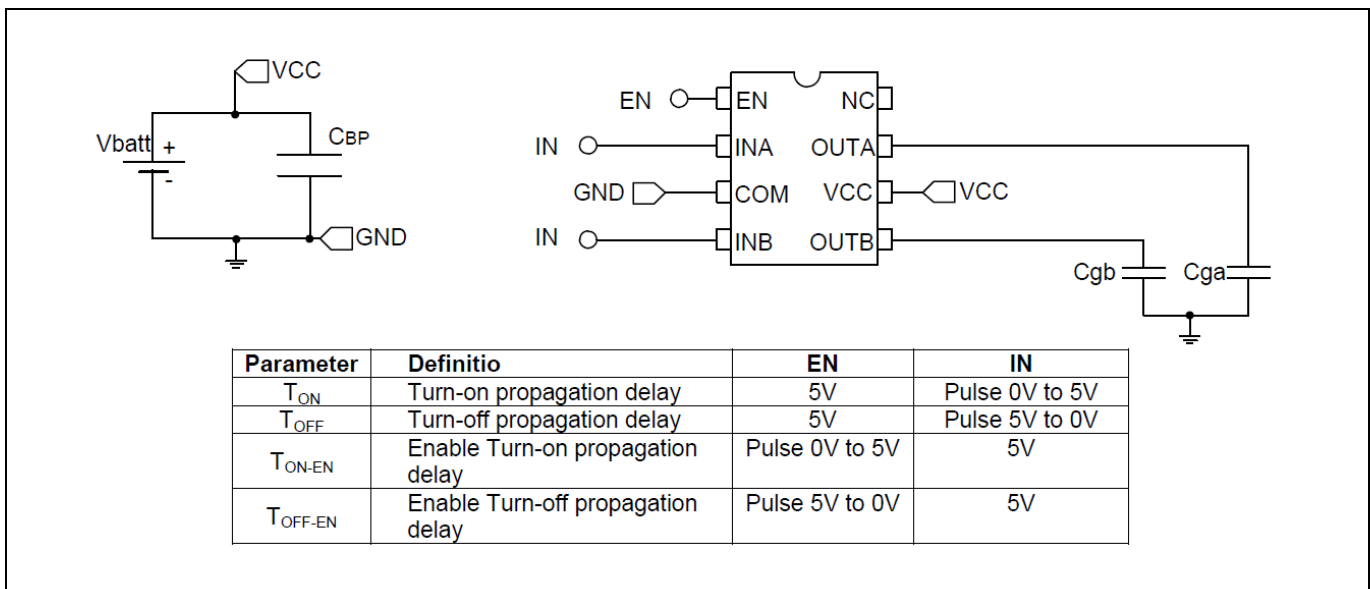 VCC
Vbatt + CBP
-
GND
EN EN NC
IN INA OUTA
GND COM VCC VCC
IN INB OUTB
Cgb Cga
Parameter Definitio EN IN
TON Turn-on propagation delay 5V Pulse 0V to 5V
TOFF Turn-off propagation delay 5V Pulse 5V to 0V
TON-EN Enable Turn-on propagation Pulse 0V to 5V 5V
delay
TOFF-EN Enable Turn-off propagation Pulse 5V to 0V 5V
delay